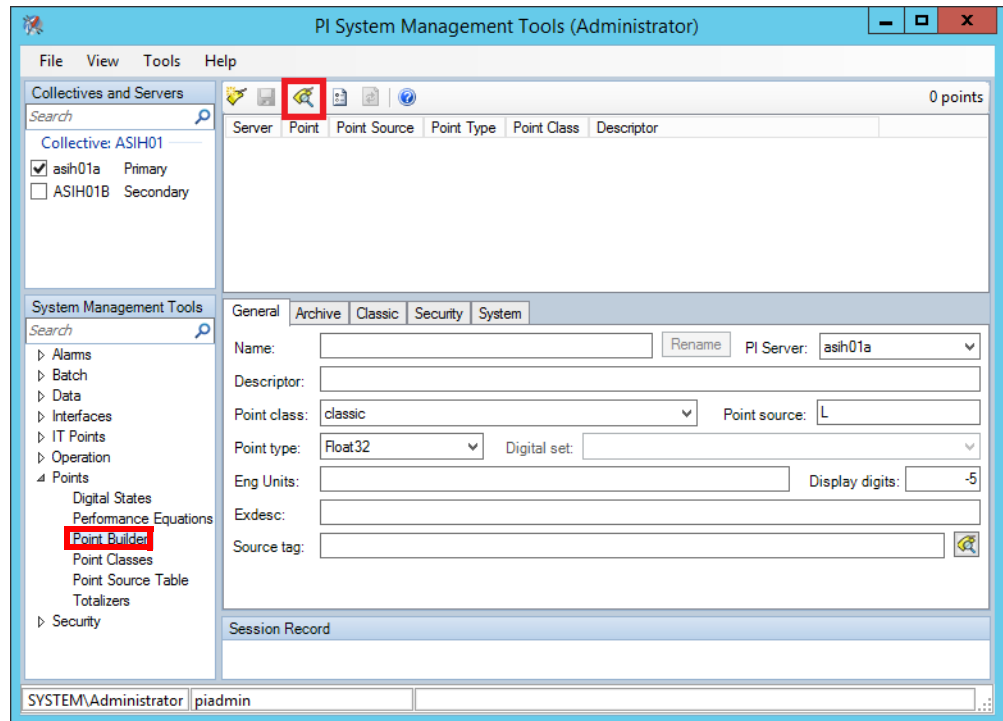 PI System Management Tools (Administrator)
File View Tools Help
Collectives and Servers
Search
Collective: ASIH01
asih01a Primary
ASIH01B Secondary
0 points
Server Point Point Source Point Type Point Class Descriptor
System Management Tools
Search
Alarms
Batch
Data
Interfaces
IT Points
Operation
Points
Digital States
Performance Equations
Point Builder
Point Classes
Point Source Table
Totalizers
Security
General Archive Classic Security System
Name: Rename PI Server: asih01a
Descriptor:
Point class: classic Point source: L
Point type: Float32 Digital set:
Eng Units: Display digits: -5
Exdesc:
Source tag:
Session Record
SYSTEM\Administrator piadmin